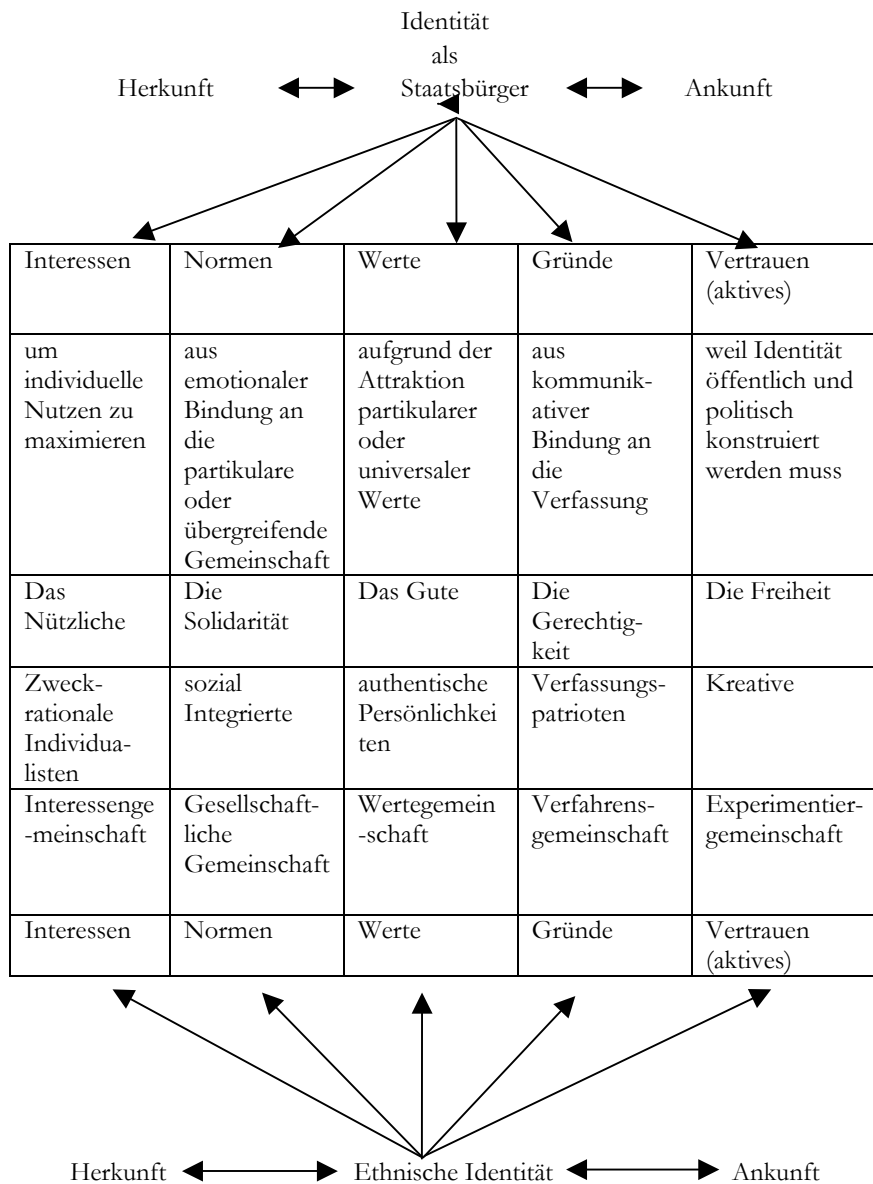 Identität
als
Herkunft Staatsbürger Ankunft
Interessen
Normen
Werte
Gründe
Vertrauen
(aktives)
um
individuelle
Nutzen zu
maximieren
aus
emotionaler
Bindung an
die
partikulare
oder
übergreifende
Gemeinschaft
aufgrund der
Attraktion
partikularer
oder
universaler
Werte
aus
kommunik-
ativer
Bindung an
die
Verfassung
weil Identität
öffentlich und
politisch
konstruiert
werden muss
Das
Nützliche
Die
Solidarität
Das Gute
Die
Gerechtig-
keit
Die Freiheit
Zweck-
rationale
Individua-
listen
sozial
Integrierte
authentische
Persönlichkei
ten
Verfassungs-
patrioten
Kreative
Interessenge
-meinschaft
Gesellschaft-
liche
Gemeinschaft
Wertegemein
-schaft
Verfahrens-
gemeinschaft
Experimentier-
gemeinschaft
Interessen
Normen
Werte
Gründe
Vertrauen
(aktives)
Herkunft Ethnische Identität Ankunft